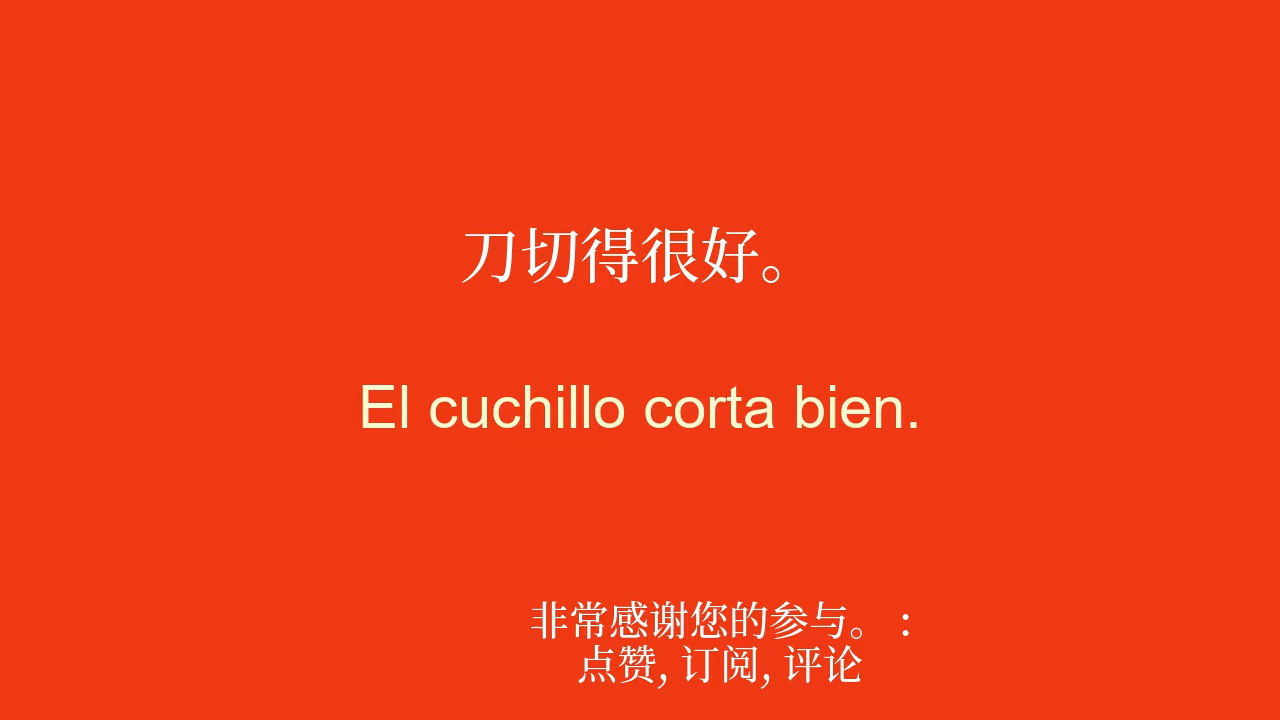 刀切得很好。
El cuchillo corta bien.
非常感谢您的参与。 :
点赞, 订阅, 评论